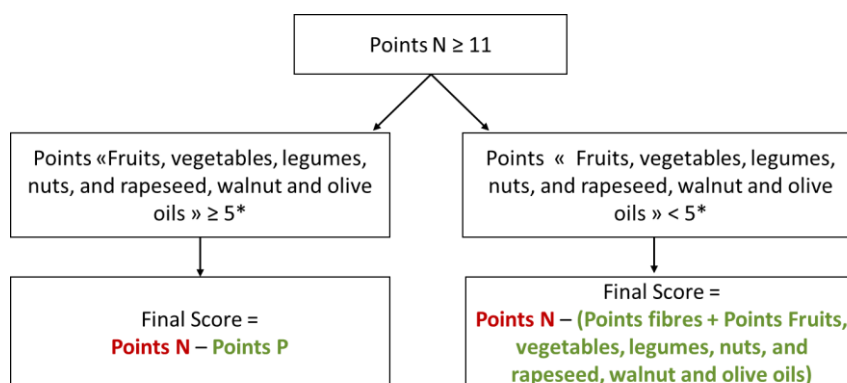 Points N ≥ 11
Points «Fruits, vegetables, legumes,
nuts, and rapeseed, walnut and olive
oils » ≥ 5*
Points « Fruits, vegetables, legumes,
nuts, and rapeseed, walnut and olive
oils » < 5*
Final Score =
Points N – Points P
Final Score =
Points N – (Points fibres + Points Fruits,
vegetables, legumes, nuts, and
rapeseed, walnut and olive oils)